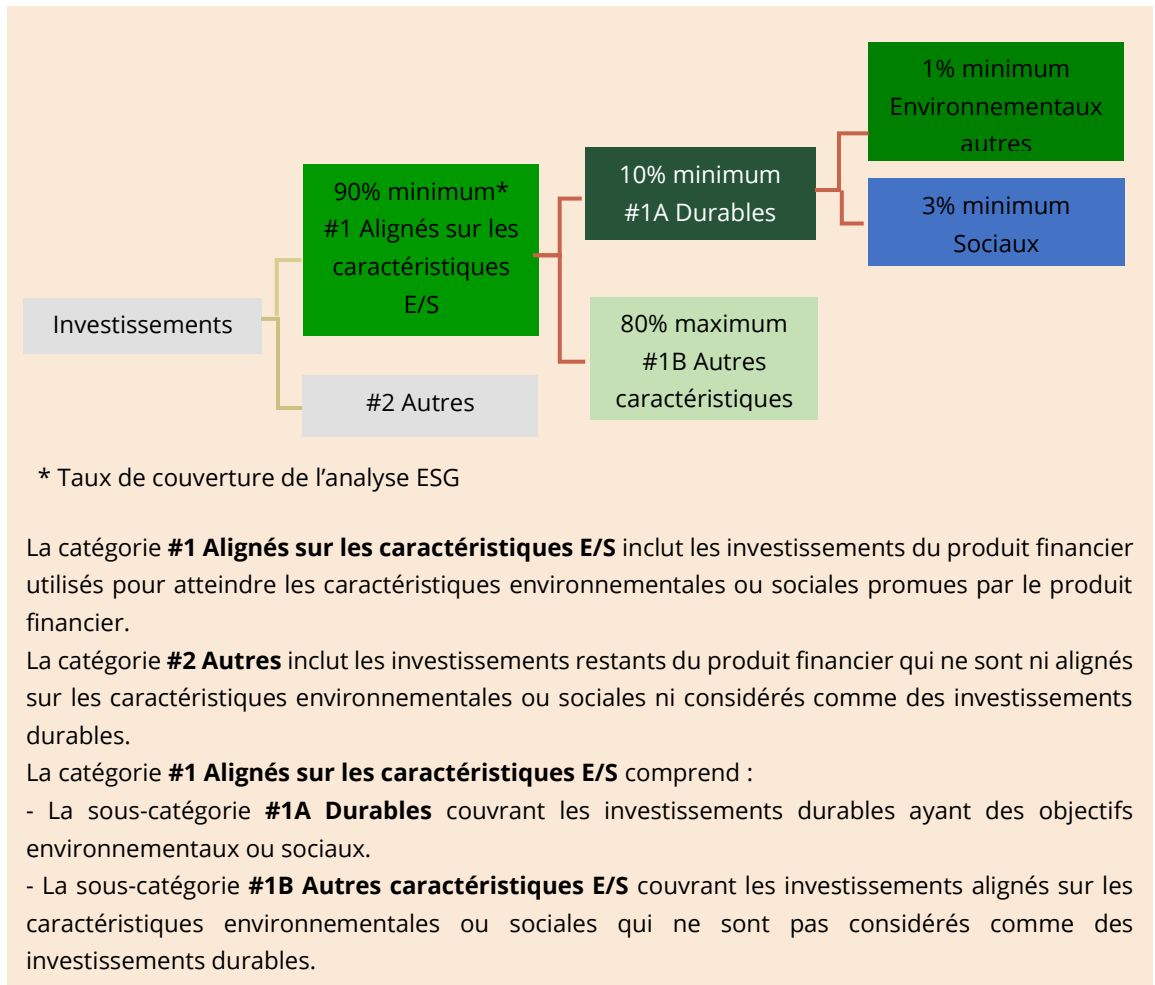 1% minimum
Environnementaux
autres
90% minimum*
#1 Alignés sur les
caractéristiques
E/S
10% minimum
#1A Durables
3% minimum
Sociaux
Investissements
80% maximum
#1B Autres
caractéristiques
#2 Autres
* Taux de couverture de l’analyse ESG
La catégorie #1 Alignés sur les caractéristiques E/S inclut les investissements du produit financier
utilisés pour atteindre les caractéristiques environnementales ou sociales promues par le produit
financier.
La catégorie #2 Autres inclut les investissements restants du produit financier qui ne sont ni alignés
sur les caractéristiques environnementales ou sociales ni considérés comme des investissements
durables.
La catégorie #1 Alignés sur les caractéristiques E/S comprend :
- La sous-catégorie #1A Durables couvrant les investissements durables ayant des objectifs
environnementaux ou sociaux.
- La sous-catégorie #1B Autres caractéristiques E/S couvrant les investissements alignés sur les
caractéristiques environnementales ou sociales qui ne sont pas considérés comme des
investissements durables.